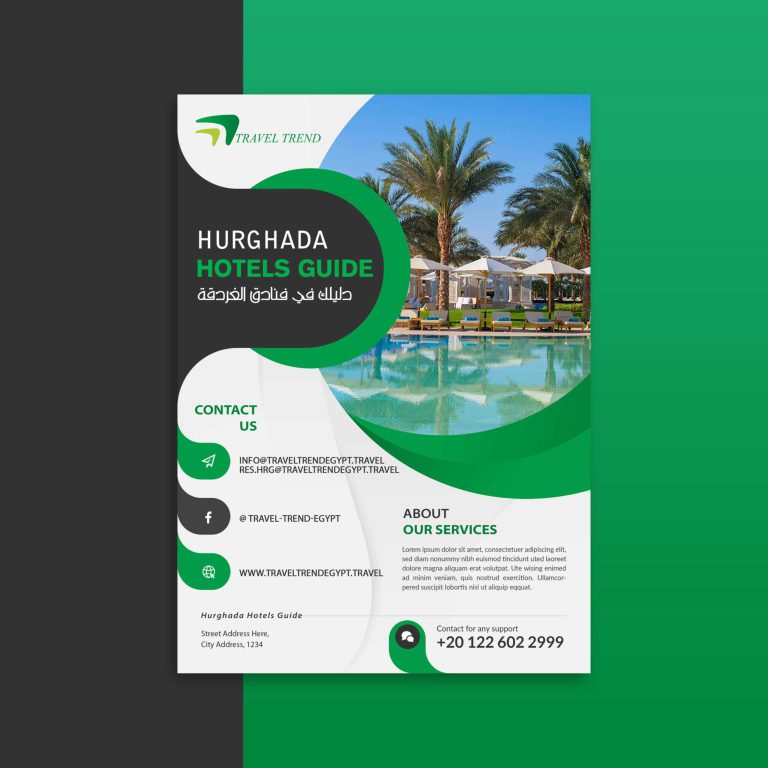 TRAVEL TREND
HURGHADA
HOTELS GUIDE
دليلك في فنادق الغردقة
CONTACT
US
INFO@TRAVELTRENDEGYPT.TRAVEL
RES.HRG@TRAVELTRENDEGYPT.TRAVEL
@ TRAVEL-TREND-EGYPT
WWW.TRAVELTRENDEGYPT.TRAVEL
ABOUT
OUR SERVICES
Lorem ipsum dolor sit amet, consectetuer adipiscing elit, sed diam nonummy nibh euismod tincidunt ut laoreet dolore magna aliquam erat volutpat. Ute wising enimed
ad minim veniam, quis nostrud exercition. Ullamcor-
pered suscipit lobortis nisl ut aliquip commodo.
Hurghada Hotels Guide
Street Address Here,
City Address, 1234
Contact for any support
+20 122 602 2999